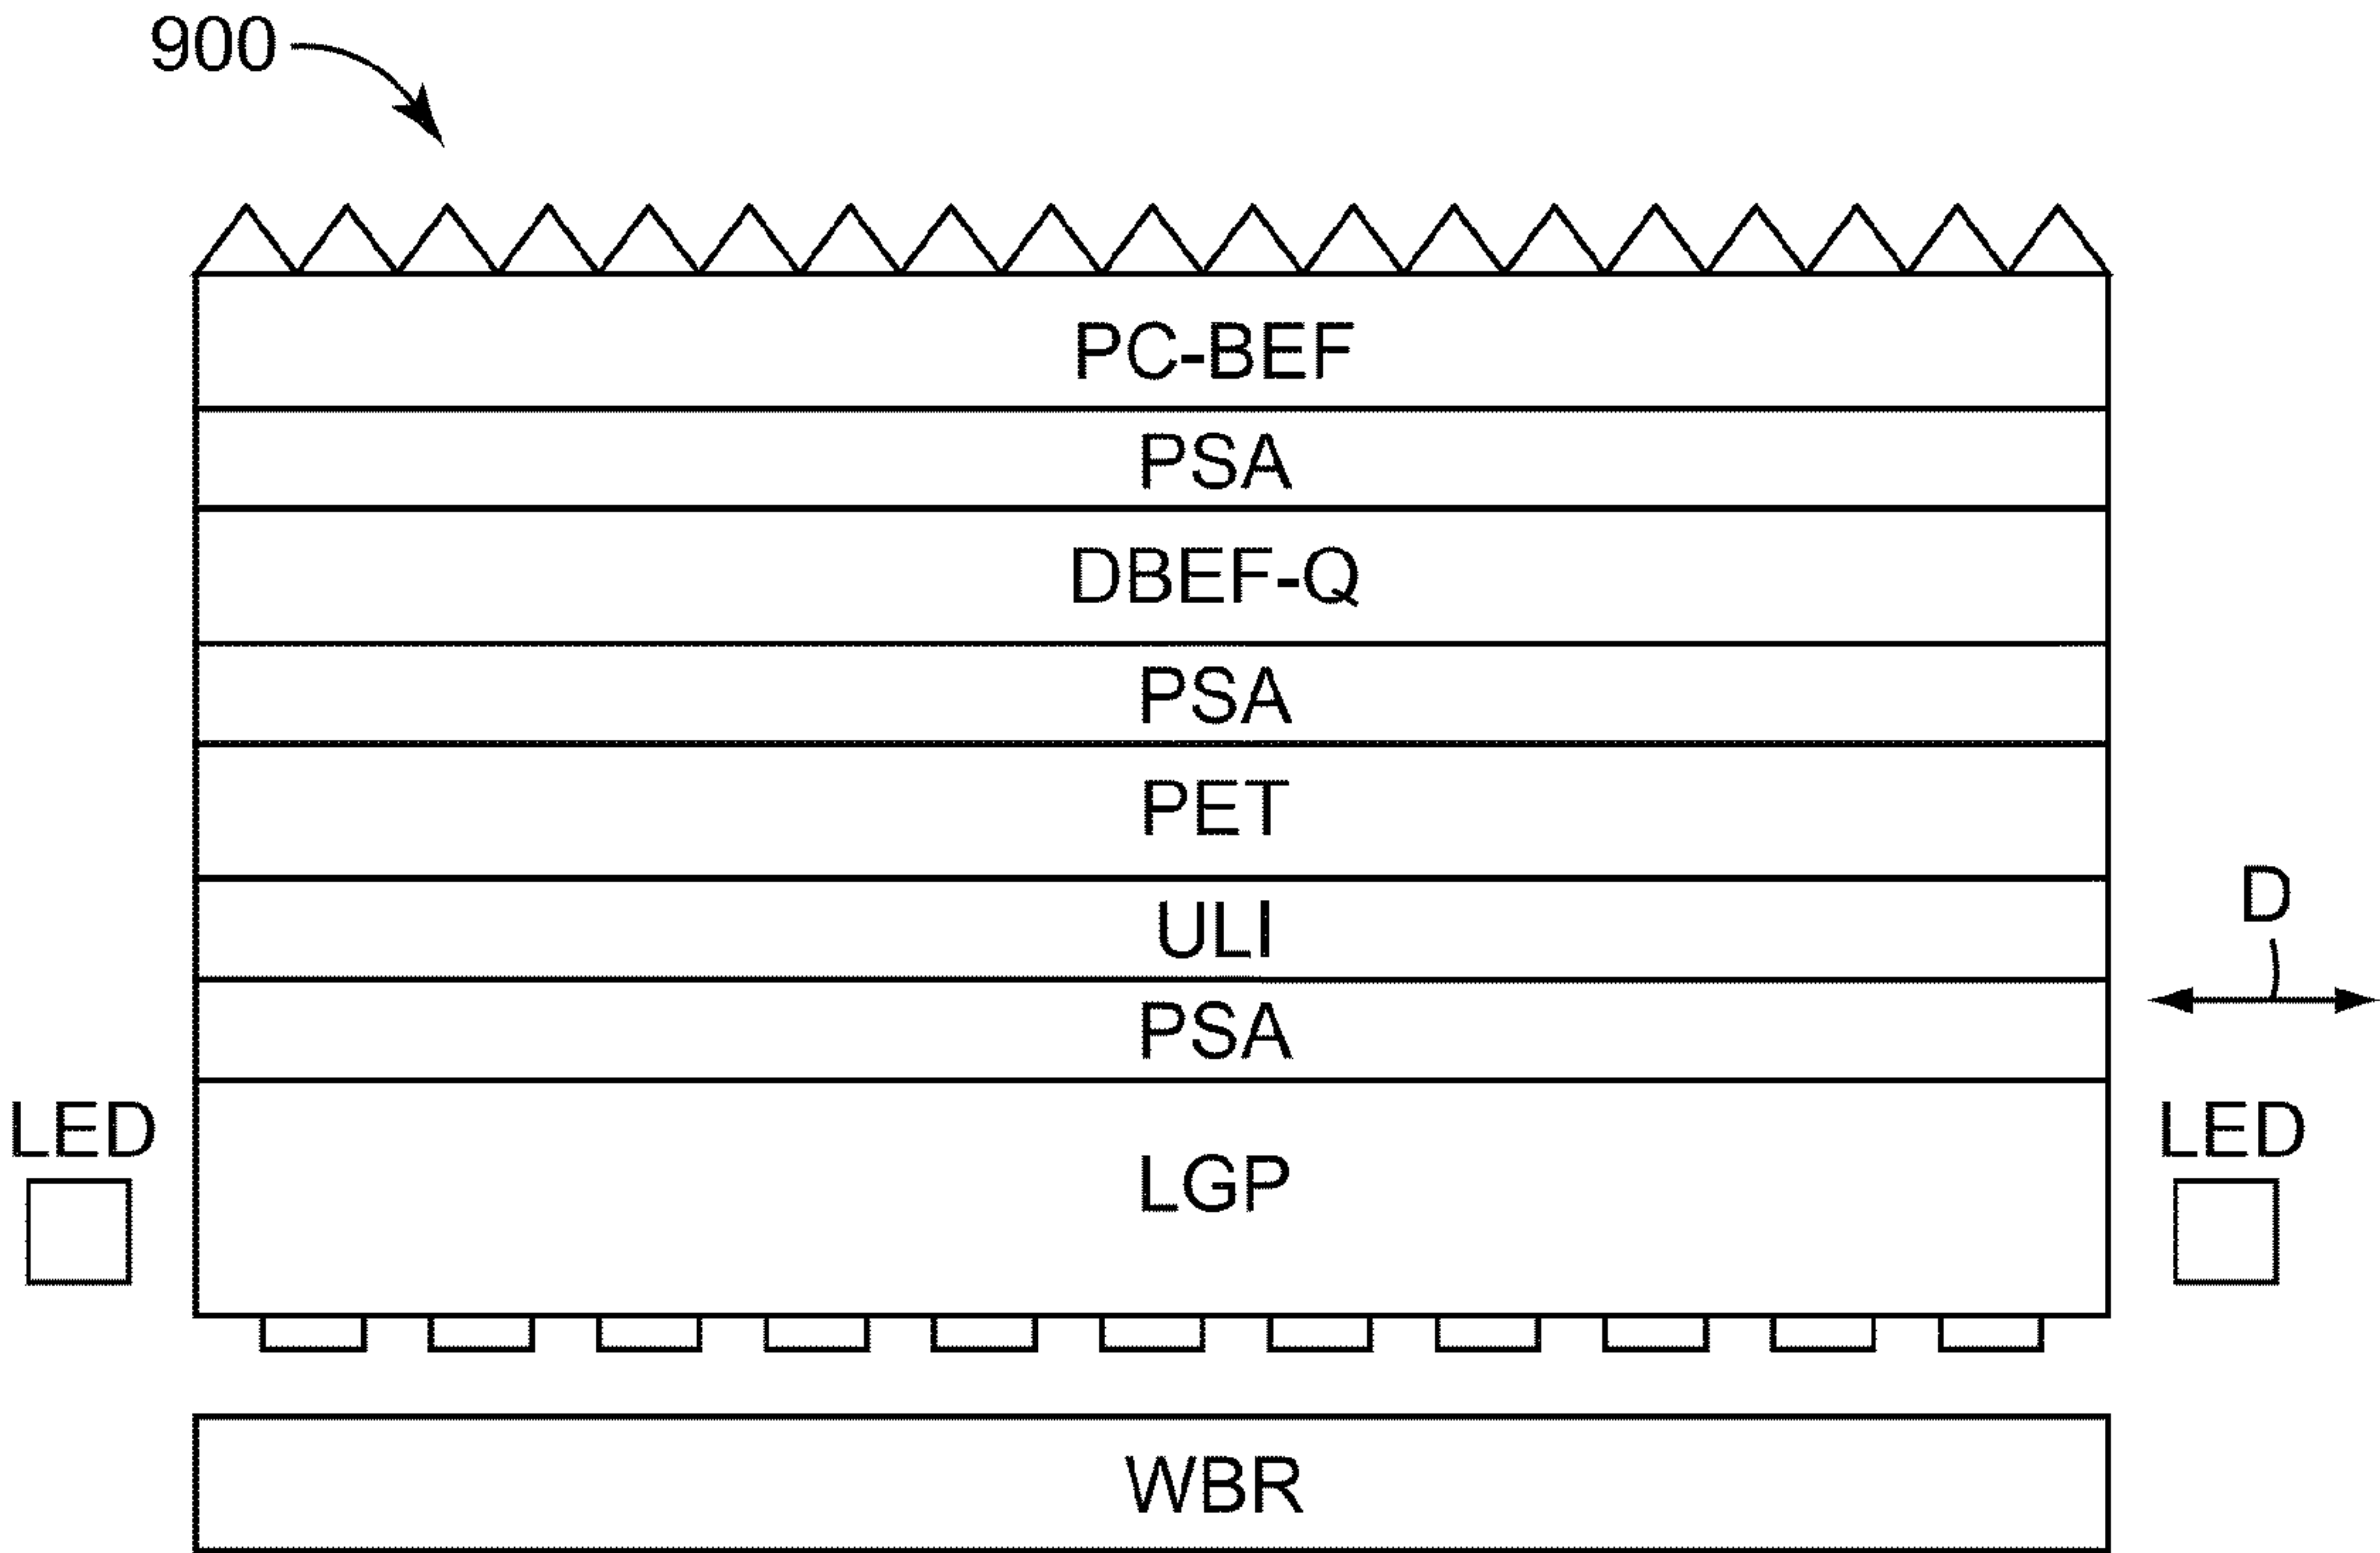 900
PC-BEF
PSA
DBEF-Q
PSA
PET
ULI
D
PSA
LED
LED
LGP
WBR